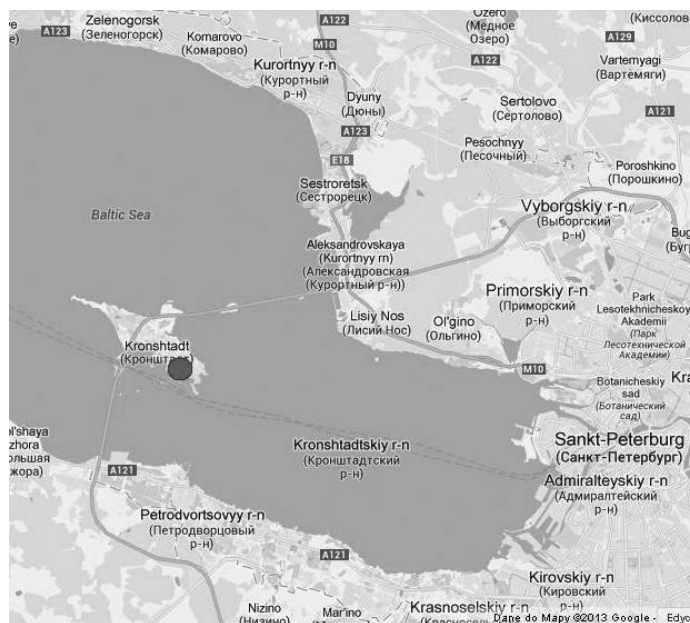 A123
Zelenogorsk
(Зеленогорск)
Komarovo
(Комарово)
A122
M10
Ozero
(Медное
Озеро)
A122
A129
Vartemyagi
(Вартемяги)
Kurortnyy r-n
(Курортный
р-н)
Dyuny
(Дюны)
A123
Sertolovo
(Сертолово)
A121
Pesochnyy
(Песочный)
E18
Poroshkino
(Порошкино)
Sestroretsk
(Сестрорецк)
Vyborgskiy r-n
(Выборгский
р-н)
Baltic Sea
Aleksandrovskaya
(Kurortnyy rn)
(Александровская
(Курортный р-н))
Primorskiy r-n
(Приморский
р-н)
Park
Lesotekhnicheskoy
Akademii
(Парк
Лесотехнической
Академии)
Lisiy Nos
(Лисий Нос)
Ol'gino
(Ольгино)
Kronshtadt
M10
Botanicheskiy
sad
(Ботанический
сад)
Kronshtadtskiy r-n
(Кронштадтский
р-н)
Sankt-Peterburg
(Санкт-Петербург)
A121
Admiralteyskiy r-n
(Адмиралтейский
р-н)
Petrodvortsovyy r-n
(Петродворцовый
р-н)
A121
Kirovskiy r-n
(Кировский
р-н)
Nizino
(Низино)
Mar'ino
Krasnoselskiy r-n
Dane do Mapy ©2013 Google -